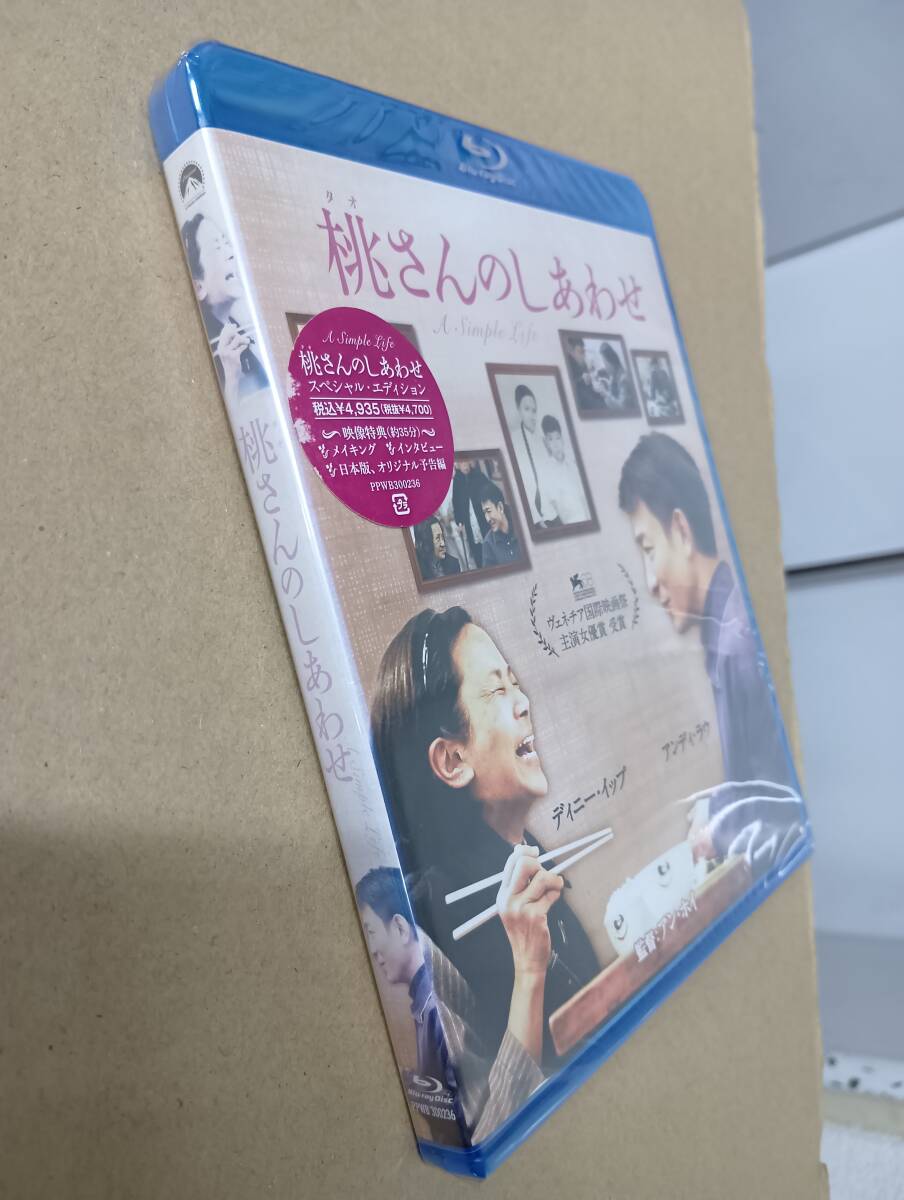 Blu-ray Disc
タオ
桃さんのしあわせ
A Simple Life
A Simple Life
桃さんのしあわせ
スペシャル・エディション
税込¥4,935(税抜¥4,700)
映像特典(約35分)
メイキング インタビュー
日本版、オリジナル予告編
PPWB300236
ヴェネチア国際映画祭
主演女優賞 受賞
ディニー・イップ
アンディ・ラウ
監督・アン・ホイ
桃さんのしあわせ
A Simple Life
Blu-ray Disc
PPWB 300236